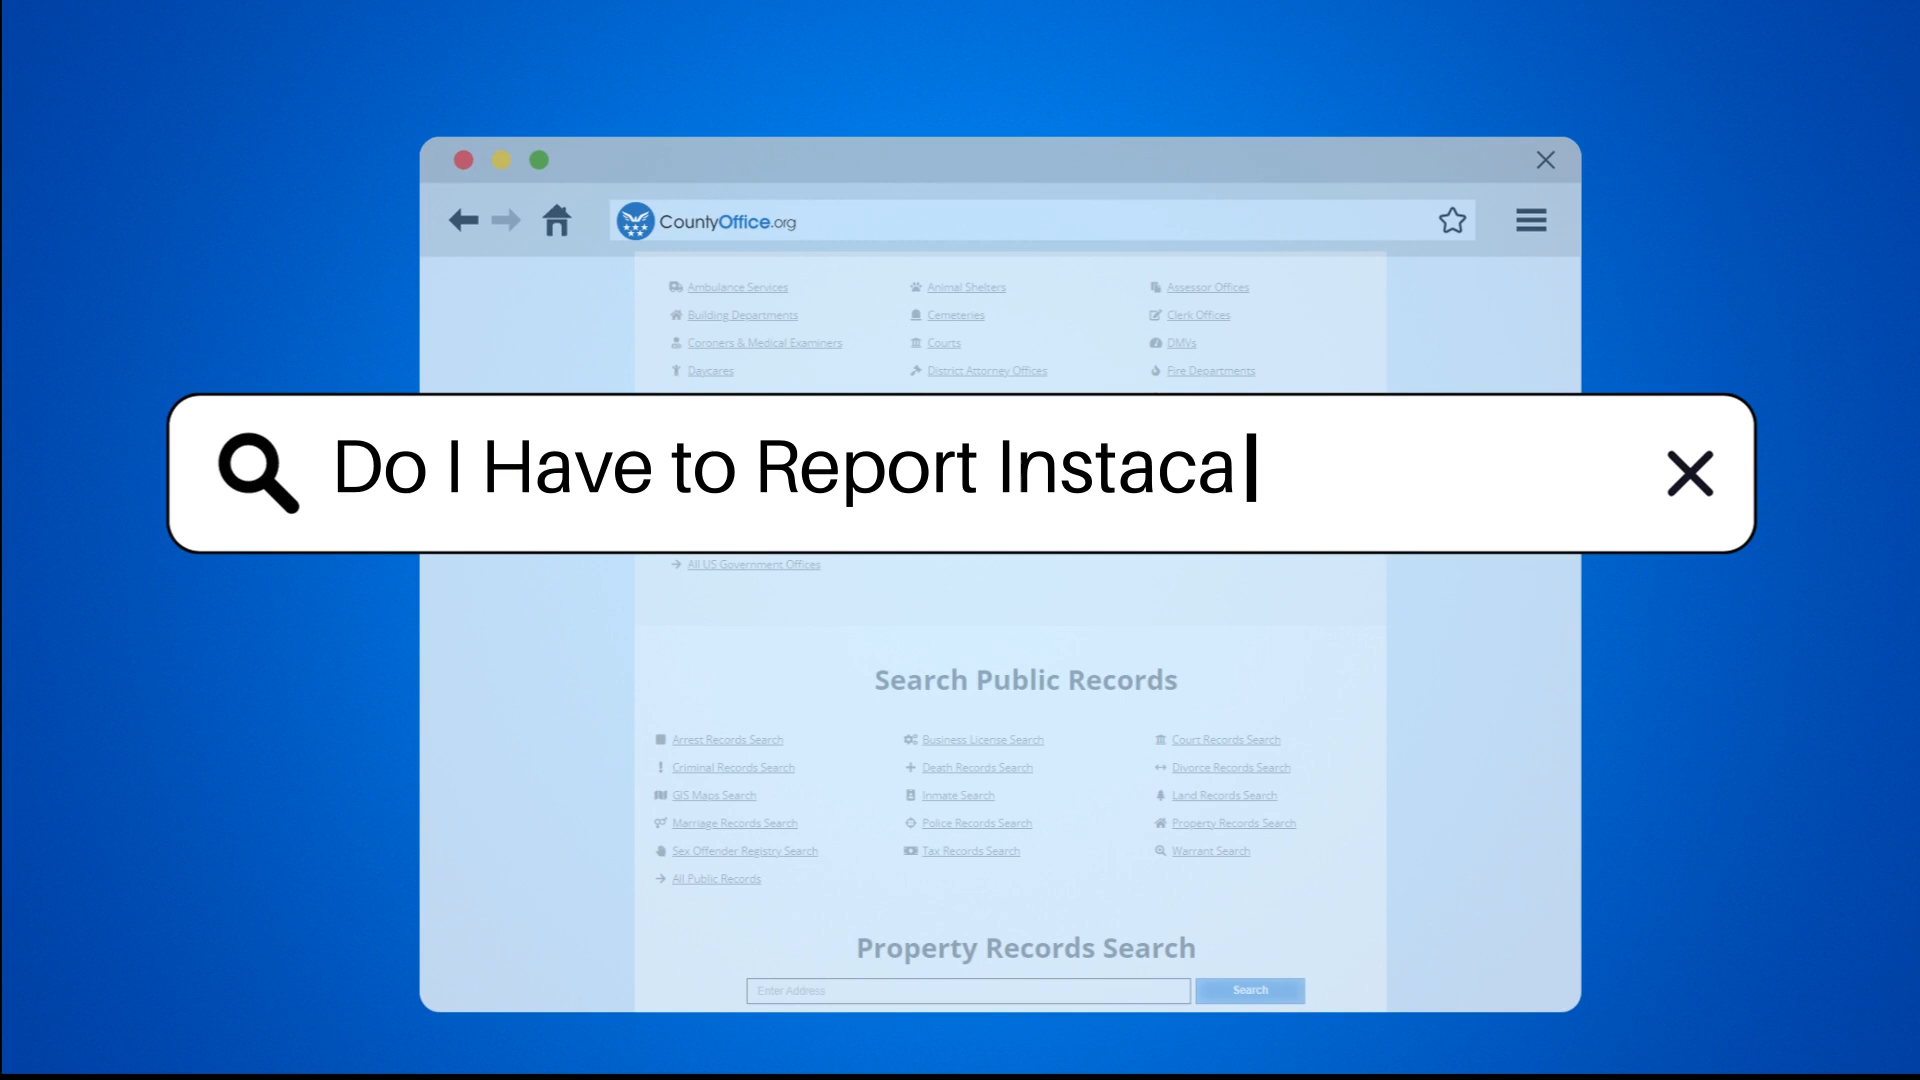 CountyOffice.org
Ambulance Services Animal Shelters Assessor Offices
Building Departments Cemeteries Clerk Offices
Coroners & Medical Examiners Courts DMVs
Daycares District Attorney Offices Fire Departments
Do I Have to Report Instaca
All US Government Offices
Search Public Records
Arrest Records Search Business License Search Court Records Search
Criminal Records Search Death Records Search Divorce Records Search
GIS Maps Search Inmate Search Land Records Search
Marriage Records Search Police Records Search Property Records Search
Sex Offender Registry Search Tax Records Search Warrant Search
All Public Records
Property Records Search
Enter Address Search